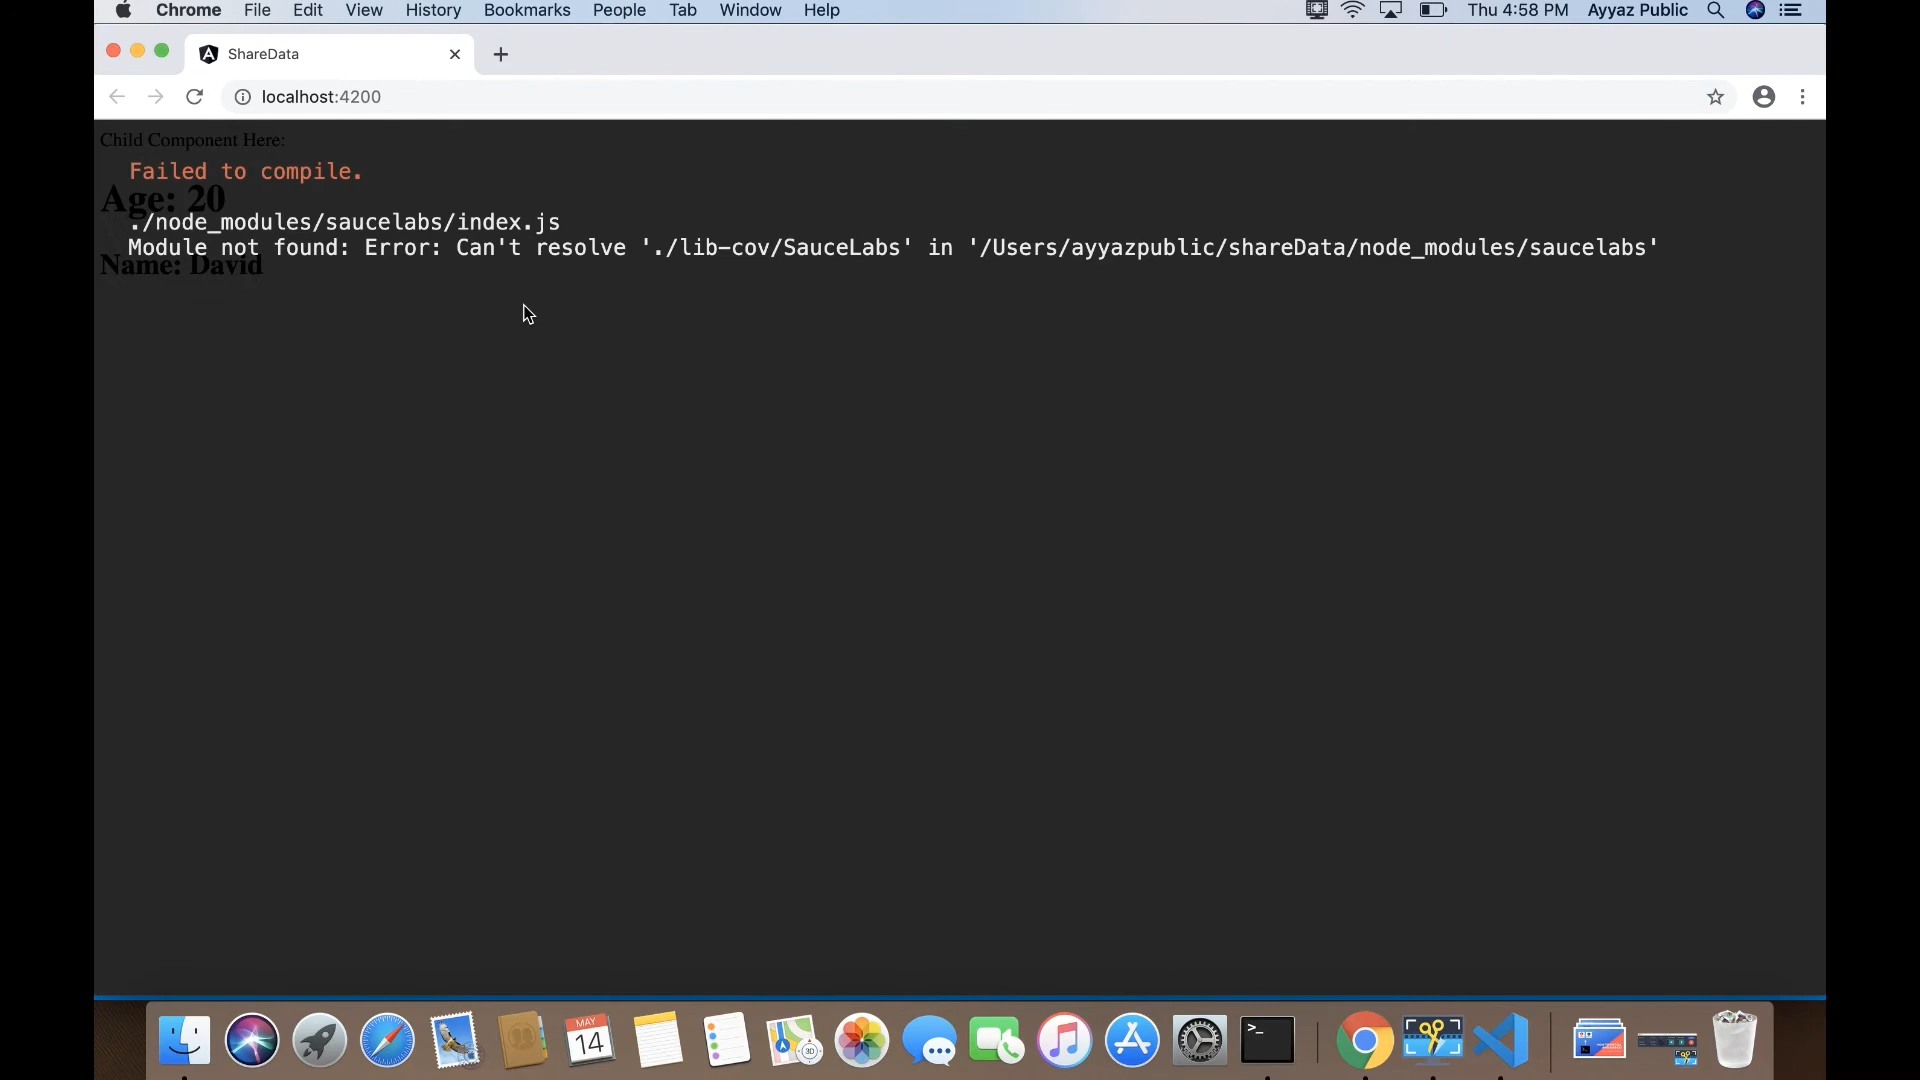 Chrome File Edit View History Bookmarks People Tab Window Help Thu 4:58 PM Ayyaz Public
ShareData
localhost:4200
Child Component Here:
Failed to compile.
Age: 20
./node_modules/saucelabs/index.js
Module not found: Error: Can't resolve './lib-cov/SauceLabs' in '/Users/ayyazpublic/shareData/node_modules/saucelabs'
Name: David
MAY
14
3D
>_